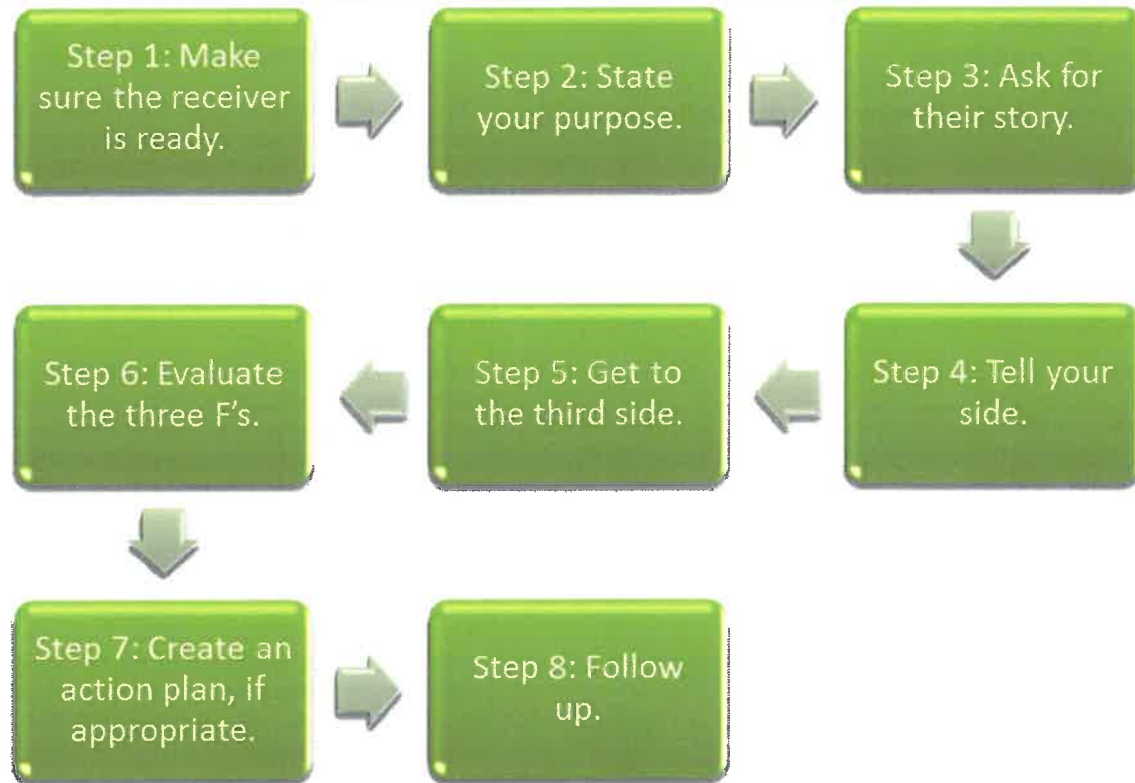 Step 1: Make
sure the receiver
is ready.
Step 2: State
your purpose.
Step 3: Ask for
their story.
Step 4: Tell your
side.
Step 5: Get to
the third side.
Step 6: Evaluate
the three F's.
Step 7: Create an
action plan, if
appropriate.
Step 8: Follow
up.